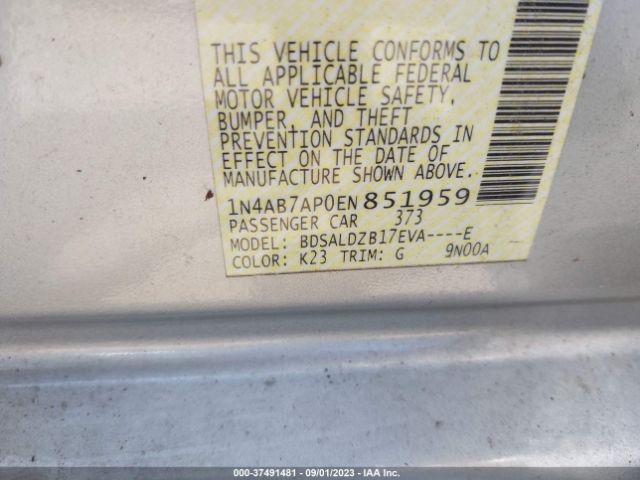 THIS VEHICLE CONFORMS TO
ALL APPLICABLE FEDERAL
MOTOR VEHICLE SAFETY,
BUMPER, AND THEFT
PREVENTION STANDARDS IN
EFFECT ON THE DATE OF
MANUFACTURE SHOWN ABOVE.
1N4AB7AP0EN 851959
PASSENGER CAR 373
MODEL: BDSALDZB17EVA----E
COLOR: K23 TRIM: G 9N00A
000-37491481 - 09/01/2023 - IAA Inc.